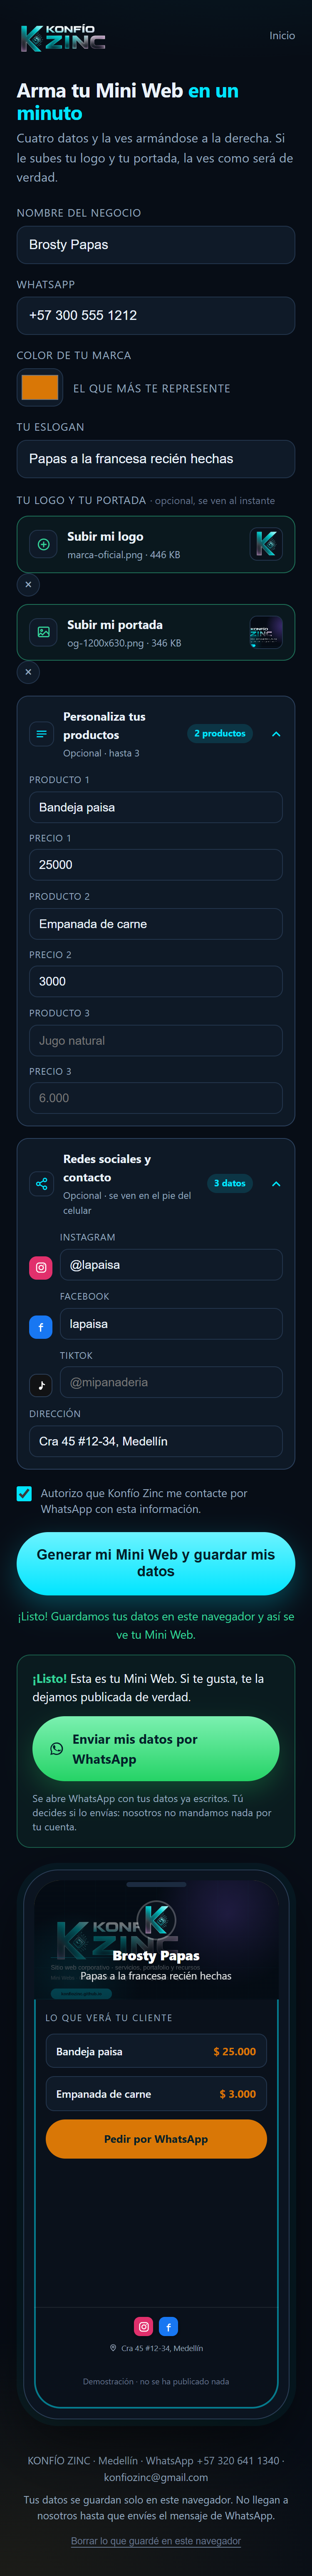 KONFÍO
ZINC
Inicio
Arma tu Mini Web en un
minuto
Cuatro datos y la ves armándose a la derecha. Si
le subes tu logo y tu portada, la ves como será de
verdad.
NOMBRE DEL NEGOCIO
Brosty Papas
WHATSAPP
+57 300 555 1212
COLOR DE TU MARCA
EL QUE MÁS TE REPRESENTE
TU ESLOGAN
Papas a la francesa recién hechas
TU LOGO Y TU PORTADA · opcional, se ven al instante
Subir mi logo
marca-oficial.png · 446 KB
×
Subir mi portada
og-1200x630.png · 346 KB
×
Personaliza tus
productos
Opcional · hasta 3
2 productos
PRODUCTO 1
Bandeja paisa
PRECIO 1
25000
PRODUCTO 2
Empanada de carne
PRECIO 2
3000
PRODUCTO 3
Jugo natural
PRECIO 3
6.000
Redes sociales y
contacto
Opcional · se ven en el pie del
celular
3 datos
INSTAGRAM
@lapaisa
FACEBOOK
lapaisa
TIKTOK
@mipanaderia
DIRECCIÓN
Cra 45 #12-34, Medellín
Autorizo que Konfío Zinc me contacte por
WhatsApp con esta información.
Generar mi Mini Web y guardar mis
datos
¡Listo! Guardamos tus datos en este navegador y así se
ve tu Mini Web.
¡Listo! Esta es tu Mini Web. Si te gusta, te la
dejamos publicada de verdad.
Enviar mis datos por
WhatsApp
Se abre WhatsApp con tus datos ya escritos. Tú
decides si lo envías: nosotros no mandamos nada por
tu cuenta.
Brosty Papas
Papas a la francesa recién hechas
LO QUE VERÁ TU CLIENTE
Bandeja paisa $ 25.000
Empanada de carne $ 3.000
Pedir por WhatsApp
Cra 45 #12-34, Medellín
Demostración · no se ha publicado nada
KONFÍO ZINC · Medellín · WhatsApp +57 320 641 1340 ·
konfiozinc@gmail.com
Tus datos se guardan solo en este navegador. No llegan a
nosotros hasta que envíes el mensaje de WhatsApp.
Borrar lo que guardé en este navegador